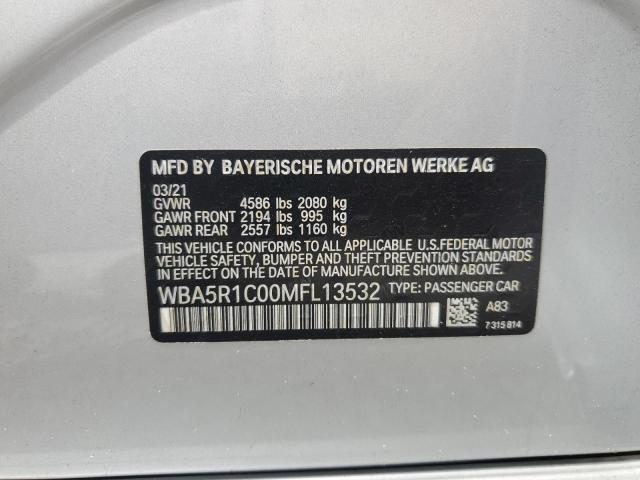 MFD BY BAYERISCHE MOTOREN WERKE AG
03/21
GVWR 4586 lbs 2080 kg
GAWR FRONT 2194 lbs 995 kg
GAWR REAR 2557 lbs 1160 kg
THIS VEHICLE CONFORMS TO ALL APPLICABLE U.S.FEDERAL MOTOR
VEHICLE SAFETY, BUMPER, AND THEFT PREVENTION STANDARDS
IN EFFECT ON THE DATE OF MANUFACTURE SHOWN ABOVE.
WBA5R1C00MFL13532 TYPE: PASSENGER CAR
A83
7315814